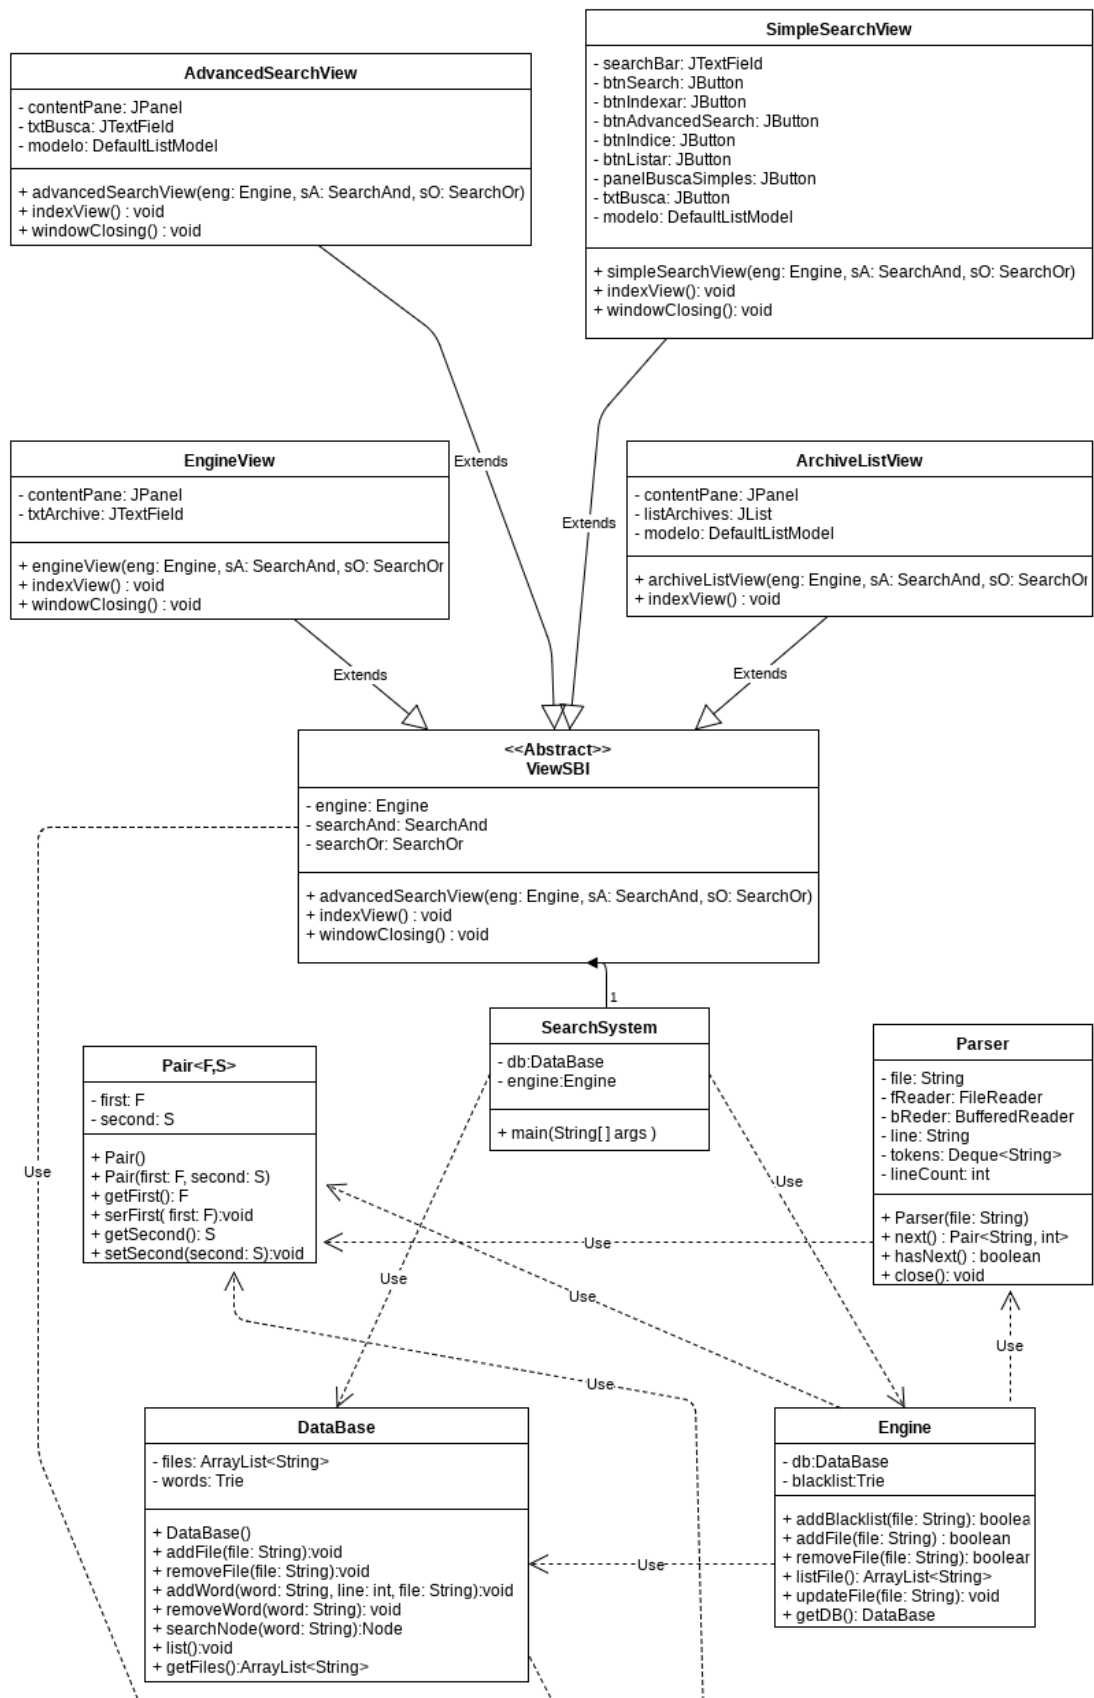 SimpleSearchView
- searchBar: JTextField
- btnSearch: JButton
- btnIndexar: JButton
- btnAdvancedSearch: JButton
- btnIndice: JButton
- btnListar: JButton
- panelBuscaSimples: JButton
- txtBusca: JButton
- modelo: DefaultListModel
+ simpleSearchView(eng: Engine, sA: SearchAnd, sO: SearchOr)
+ indexView(): void
+ windowClosing(): void
AdvancedSearchView
- contentPane: JPanel
- txtBusca: JTextField
- modelo: DefaultListModel
+ advancedSearchView(eng: Engine, sA: SearchAnd, sO: SearchOr)
+ indexView() : void
+ windowClosing() : void
EngineView
- contentPane: JPanel
- txtArchive: JTextField
+ engineView(eng: Engine, sA: SearchAnd, sO: SearchOr
+ indexView() : void
+ windowClosing() : void
Extends
Extends
ArchiveListView
- contentPane: JPanel
- listArchives: JList
- modelo: DefaultListModel
+ archiveListView(eng: Engine, sA: SearchAnd, sO: SearchOr
+ indexView() : void
Extends
Extends
<<Abstract>>
ViewSBI
- engine: Engine
- searchAnd: SearchAnd
- searchOr: SearchOr
+ advancedSearchView(eng: Engine, sA: SearchAnd, sO: SearchOr)
+ indexView() : void
+ windowClosing() : void
1
SearchSystem
- db:DataBase
- engine:Engine
+ main(String[ ] args )
Pair<F,S>
- first: F
- second: S
+ Pair()
+ Pair(first: F, second: S)
+ getFirst(): F
+ serFirst( first: F):void
+ getSecond(): S
+ setSecond(second: S):void
Parser
- file: String
- fReader: FileReader
- bReder: BufferedReader
- line: String
- tokens: Deque<String>
- lineCount: int
+ Parser(file: String)
+ next() : Pair<String, int>
+ hasNext() : boolean
+ close(): void
Use
Use
Use
Use
Use
Use
Use
DataBase
- files: ArrayList<String>
- words: Trie
+ DataBase()
+ addFile(file: String):void
+ removeFile(file: String):void
+ addWord(word: String, line: int, file: String):void
+ removeWord(word: String): void
+ searchNode(word: String):Node
+ list():void
+ getFiles():ArrayList<String>
Use
Engine
- db:DataBase
- blacklist:Trie
+ addBlacklist(file: String): boolea
+ addFile(file: String) : boolean
+ removeFile(file: String): boolear
+ listFile(): ArrayList<String>
+ updateFile(file: String): void
+ getDB(): DataBase